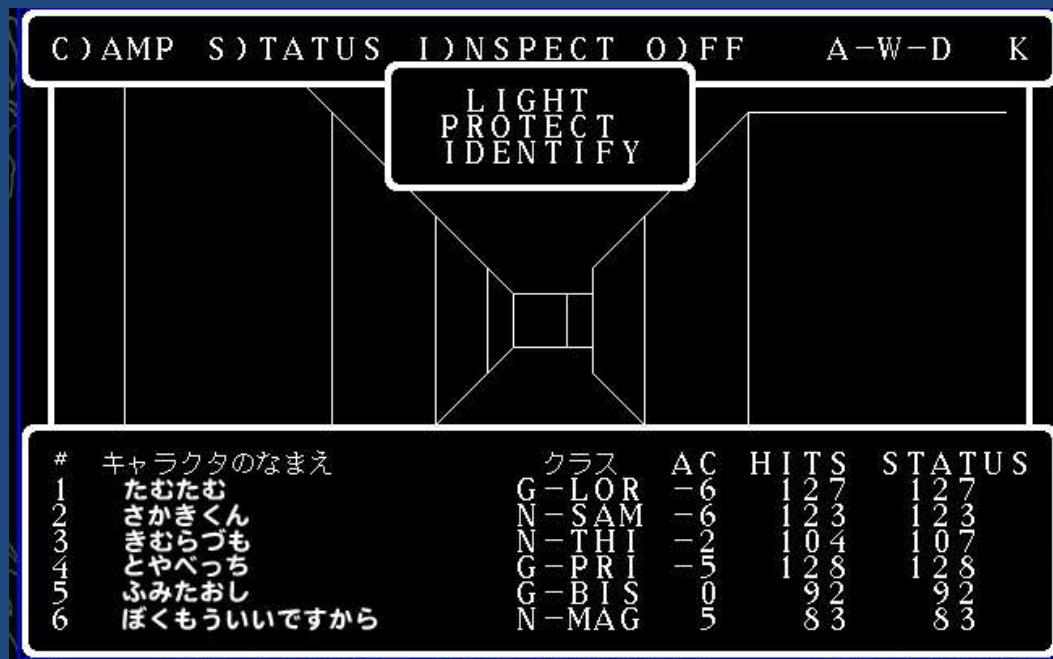 C)AMP S)TATUS I)NSPECT O)FF A-W-D K
LIGHT
PROTECT
IDENTIFY
# キャラクタのなまえ クラス AC HITS STATUS
1 たむたむ G-LOR -6 127 127
2 さかきくん N-SAM -6 123 123
3 きむらづも N-THI -2 104 107
4 とやべっち G-PRI -5 128 128
5 ふみたおし G-BIS 0 92 92
6 ぼくもういいですから N-MAG 5 83 83